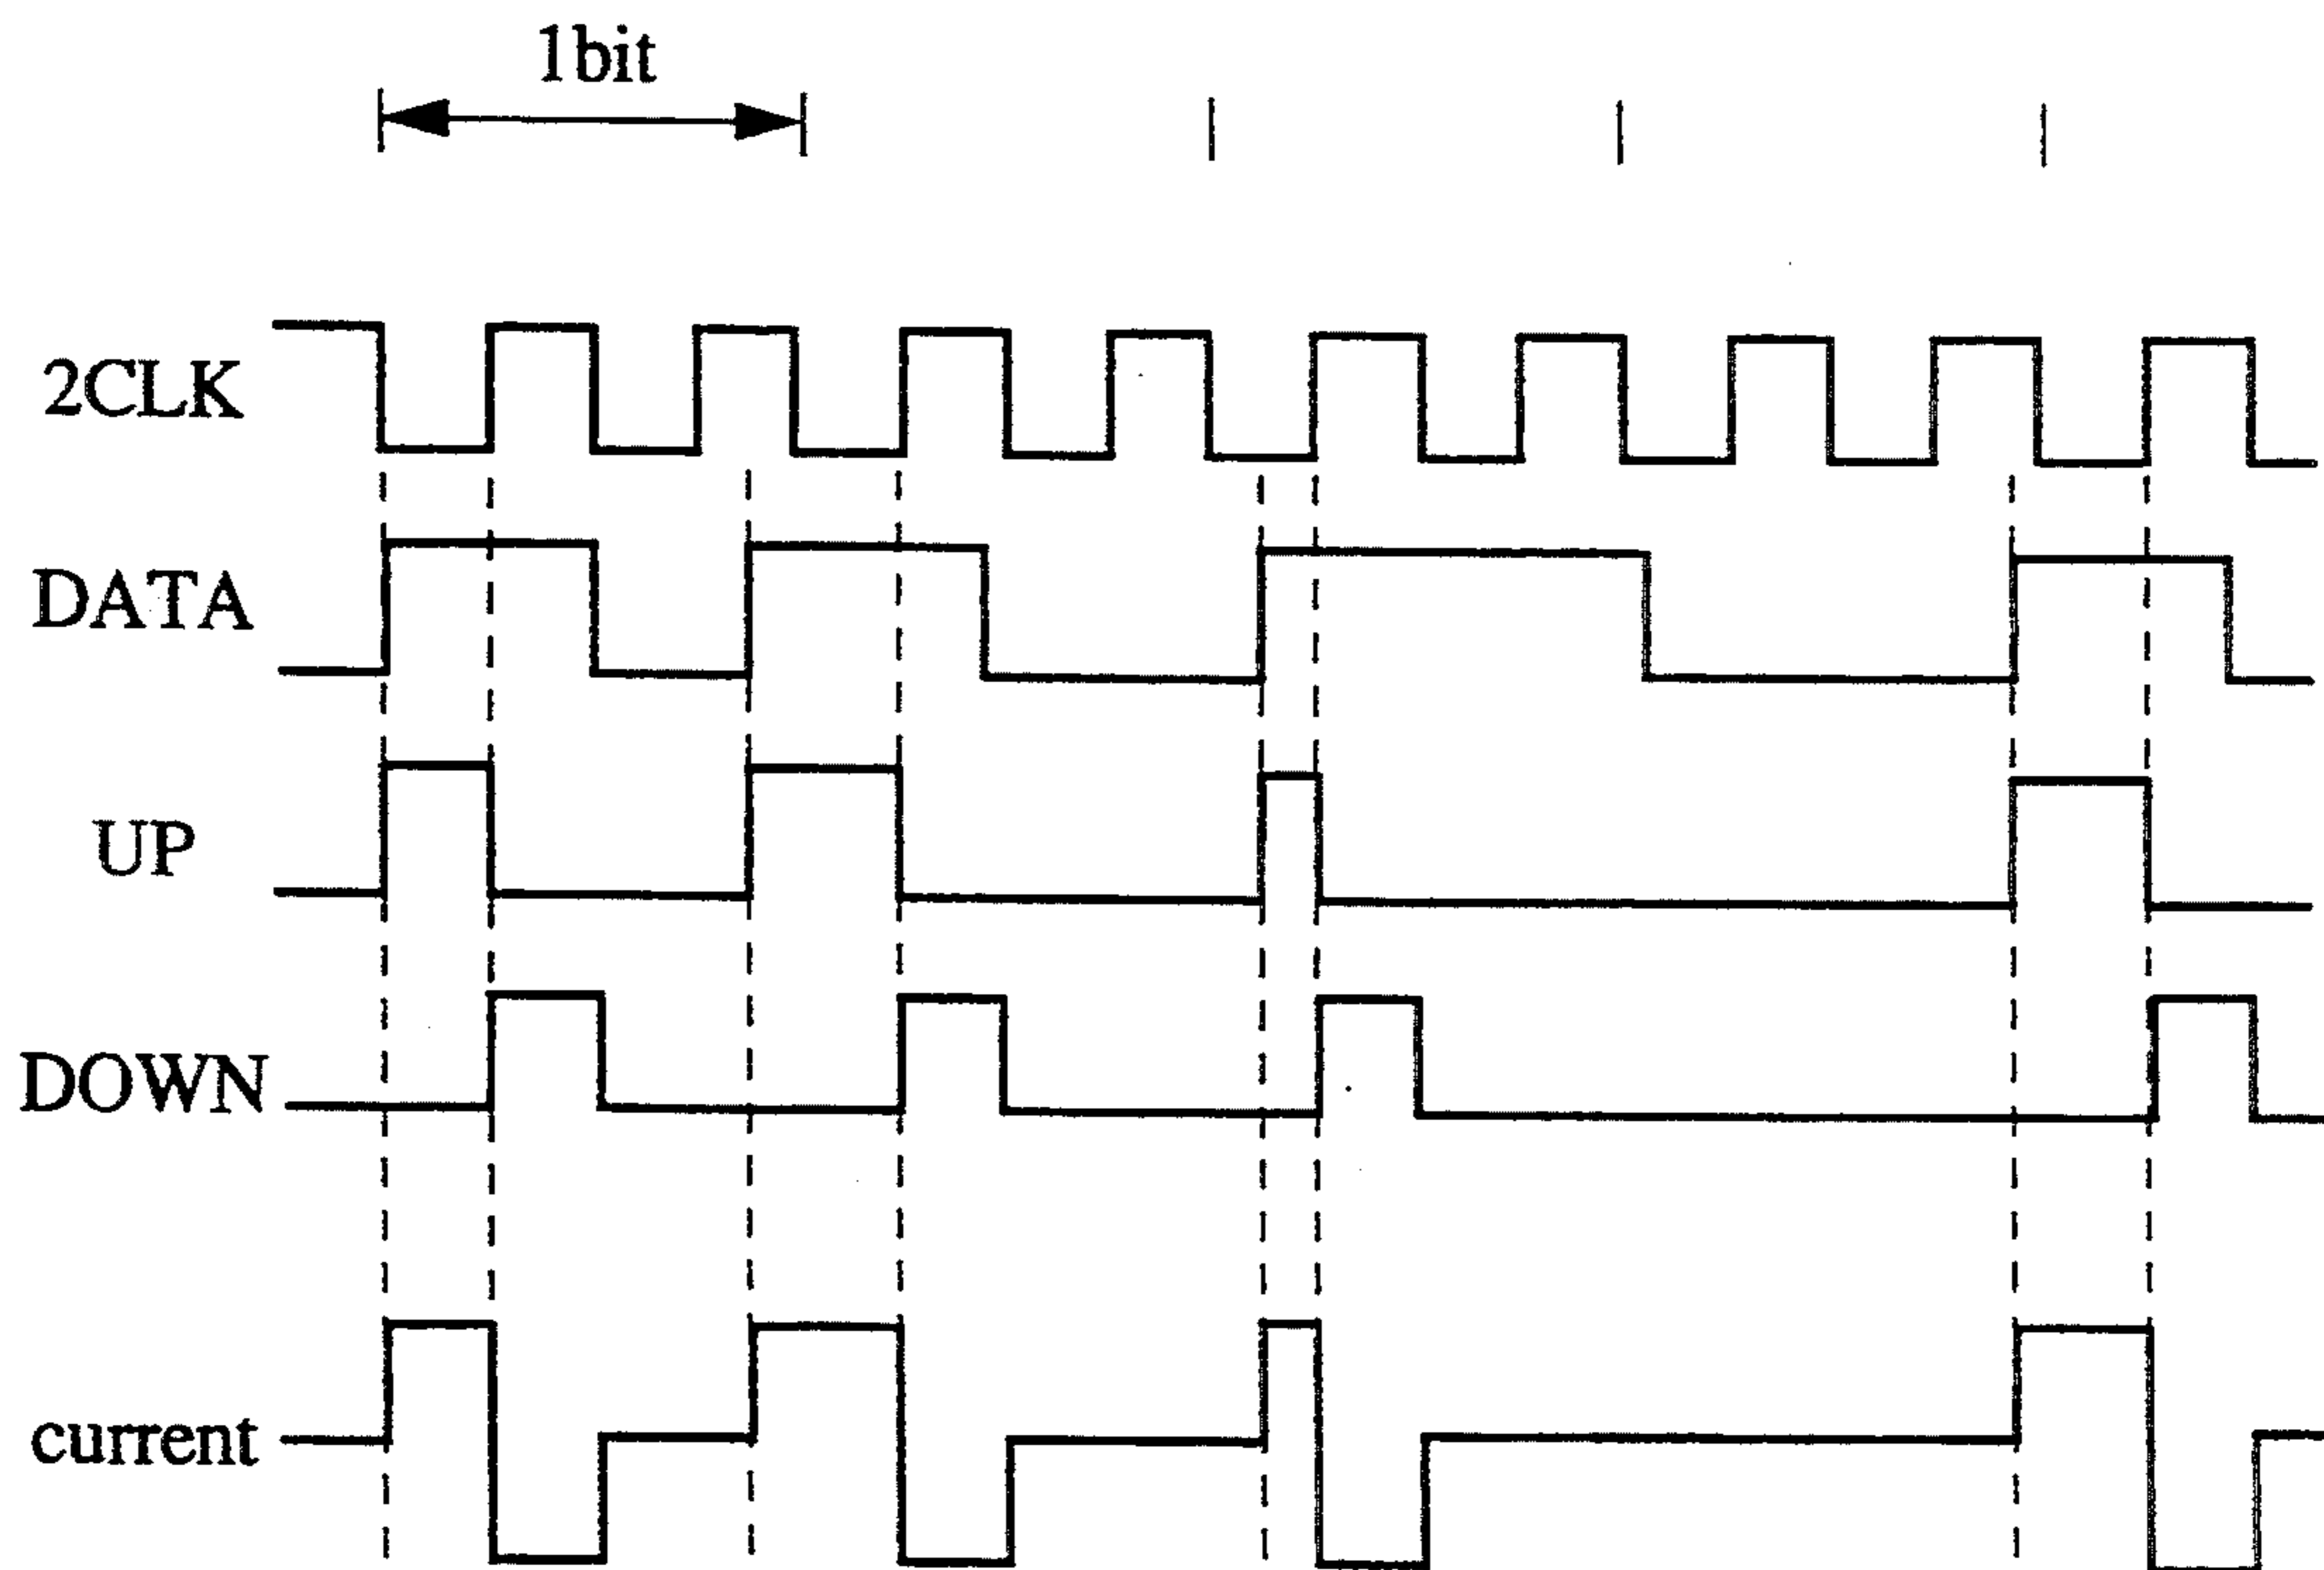 1bit
2CLK
DATA
UP
DOWN
current